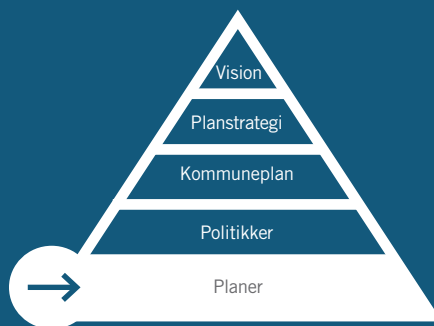 Vision
Planstrategi
Kommuneplan
Politikker
Planer